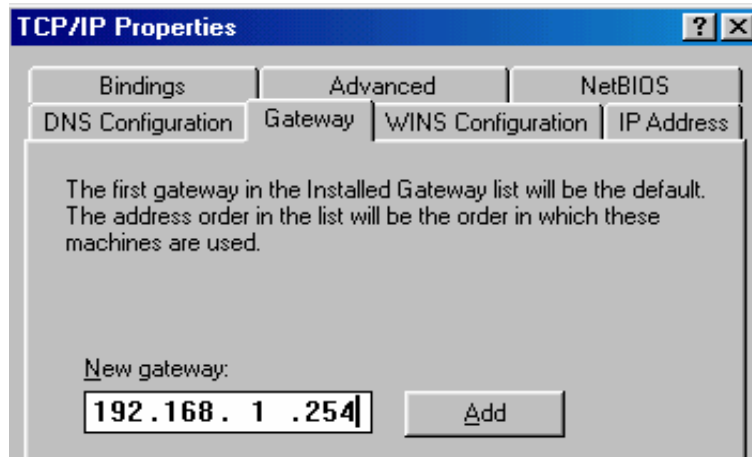 TCP/IP Properties ? X
Bindings Advanced NetBIOS
DNS Configuration Gateway WINS Configuration IP Address
The first gateway in the Installed Gateway list will be the default.
The address order in the list will be the order in which these
machines are used.
New gateway:
192.168. 1 .254 Add